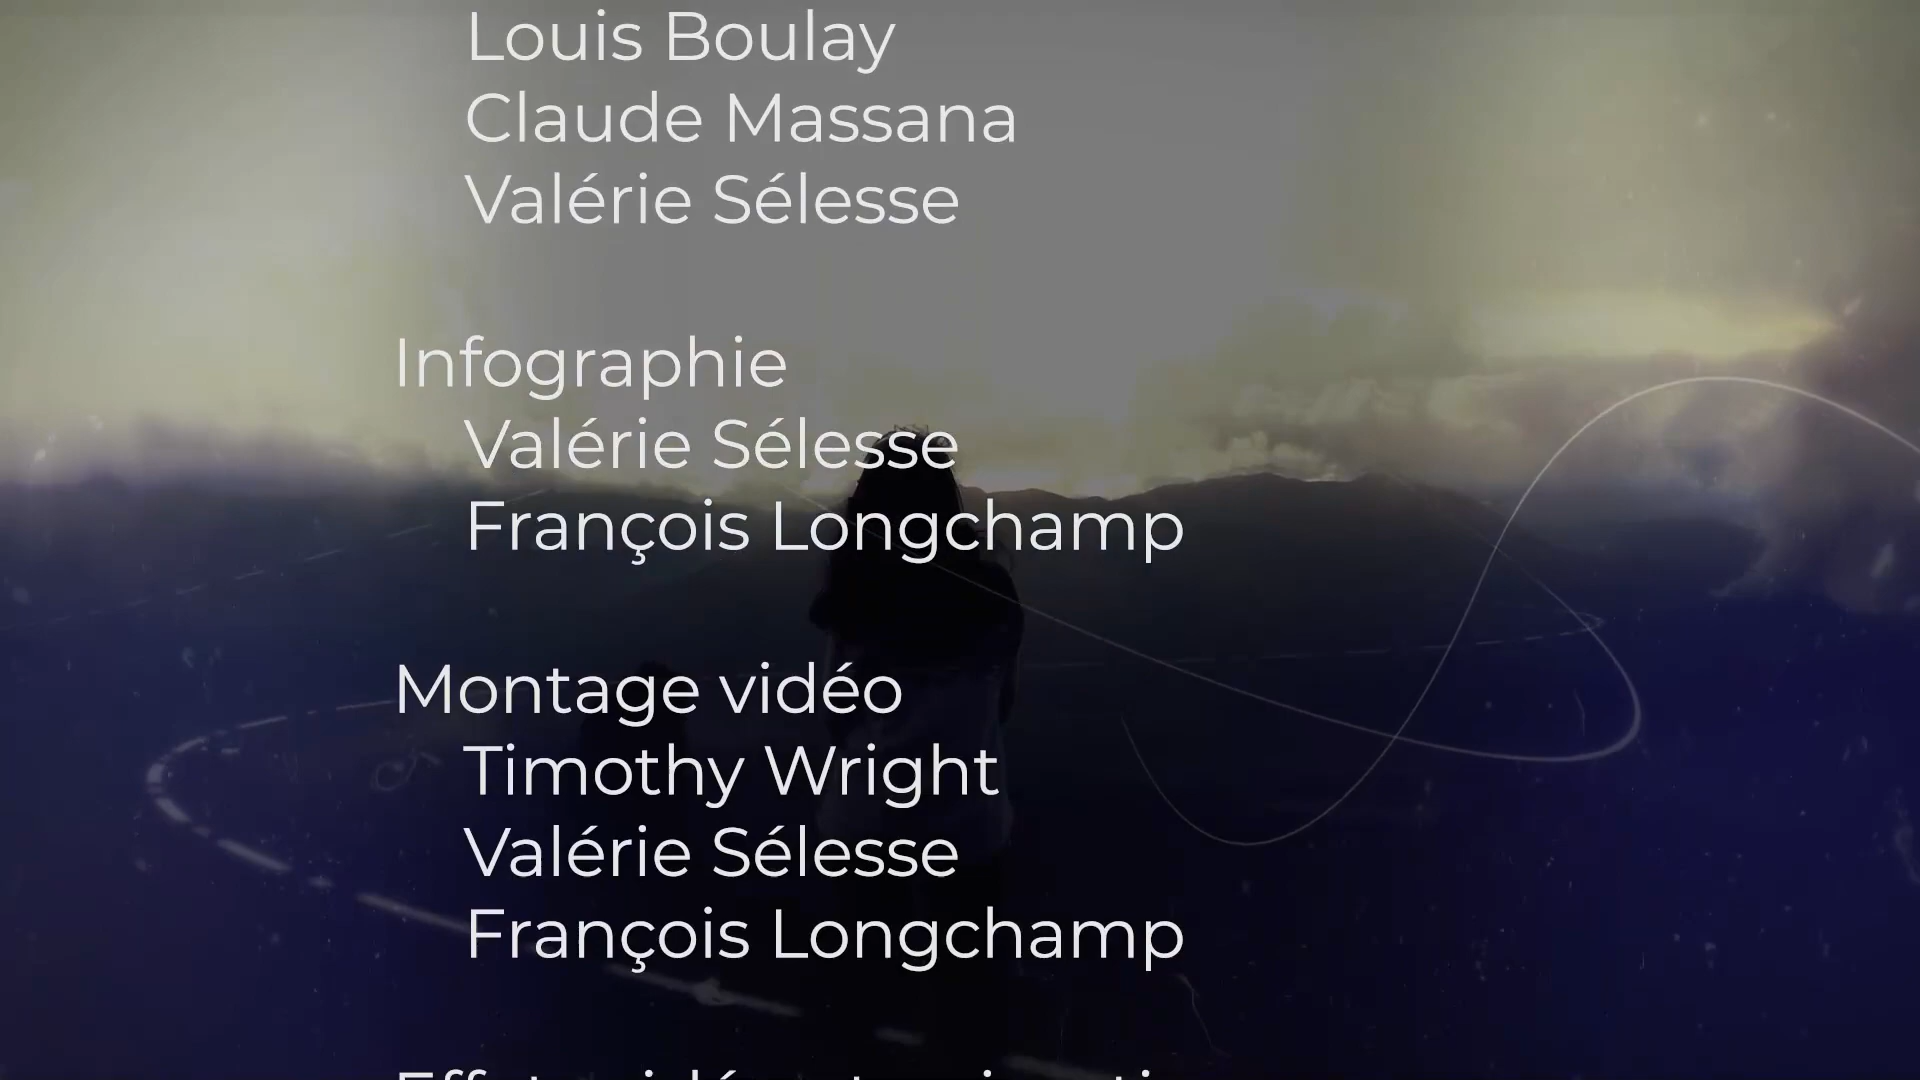 Louis Boulay
Claude Massana
Valérie Sélesse
Infographie
Valérie Sélesse
François Longchamp
Montage vidéo
Timothy Wright
Valérie Sélesse
François Longchamp